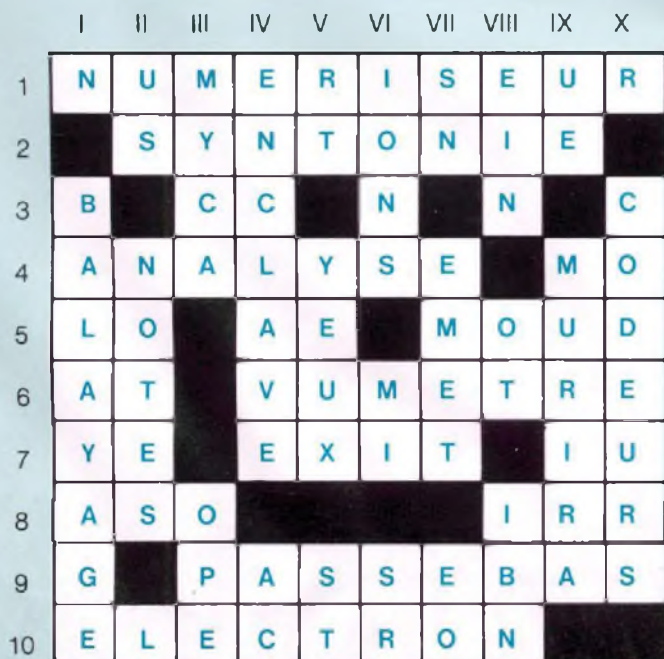 I II III IV V VI VII VIII IX X
1 N U M E R I S E U R
2 S Y N T O N I E
3 B C C N N C
4 A N A L Y S E M O
5 L O A E M O U D
6 A T V U M E T R E
7 Y E E X I T I U
8 A S O I R R
9 G P A S S E B A S
10 E L E C T R O N